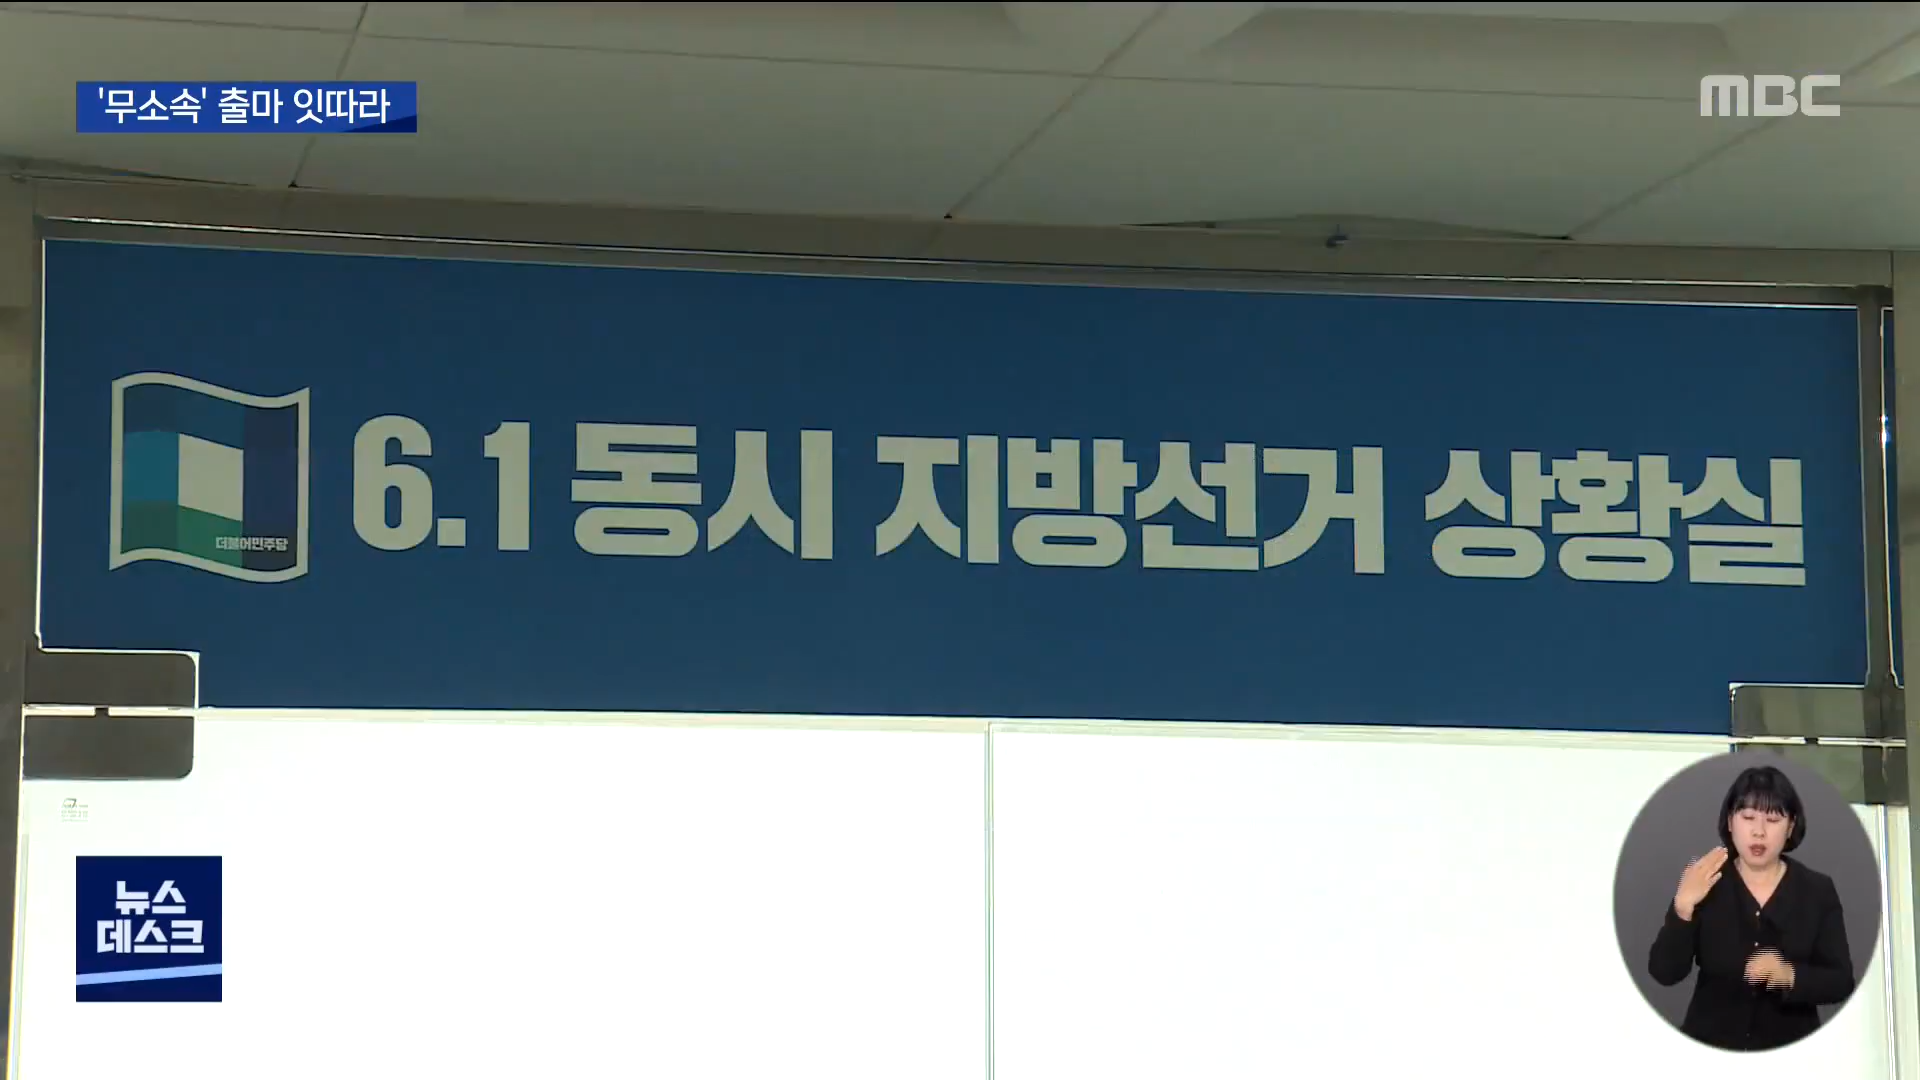 '무소속' 출마 잇따라
MBC
6.1 동시 지방선거 상황실
더불어민주당
뉴스
데스크